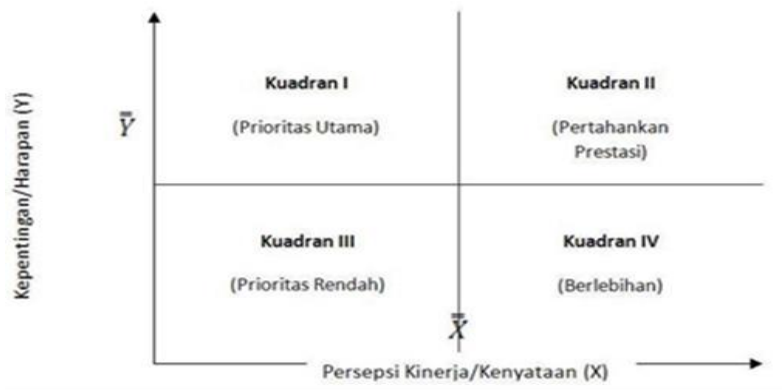 Kepentingan/Harapan (Y)
Kuadran I
(Prioritas Utama)
Kuadran II
(Pertahankan
Prestasi)
Y̿
Kuadran III
(Prioritas Rendah)
Kuadran IV
(Berlebihan)
X̿
Persepsi Kinerja/Kenyataan (X)